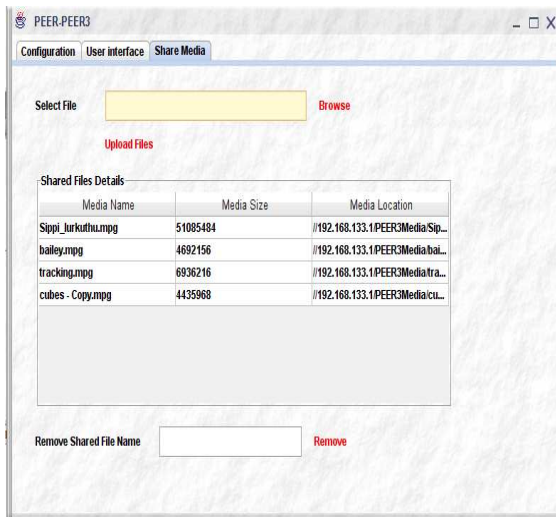 PEER-PEER3
Configuration User interface Share Media
Select File Browse
Upload Files
Shared Files Details
Media Name Media Size Media Location
Sippi_Iurkuthu.mpg 51085484 //192.168.133.1/PEER3Media/Sip...
bailey.mpg 4692156 //192.168.133.1/PEER3Media/bai...
tracking.mpg 6936216 //192.168.133.1/PEER3Media/tra...
cubes - Copy.mpg 4435968 //192.168.133.1/PEER3Media/cu...
Remove Shared File Name Remove